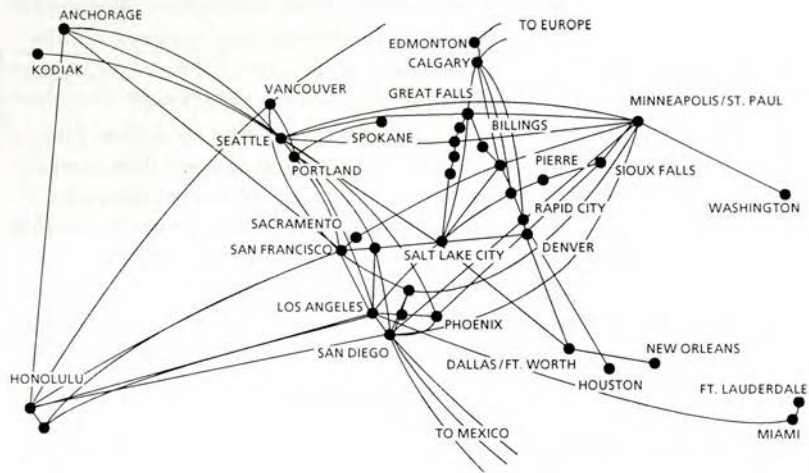 ANCHORAGE
TO EUROPE
EDMONTON
CALGARY
KODIAK
VANCOUVER
GREAT FALLS
MINNEAPOLIS/ST. PAUL
BILLINGS
SEATTLE
SPOKANE
PIERRE
PORTLAND
SIOUX FALLS
WASHINGTON
RAPID CITY
SACRAMENTO
SAN FRANCISCO
SALT LAKE CITY
DENVER
LOS ANGELES
PHOENIX
SAN DIEGO
NEW ORLEANS
DALLAS/FT. WORTH
HONOLULU
HOUSTON
FT. LAUDERDALE
TO MEXICO
MIAMI